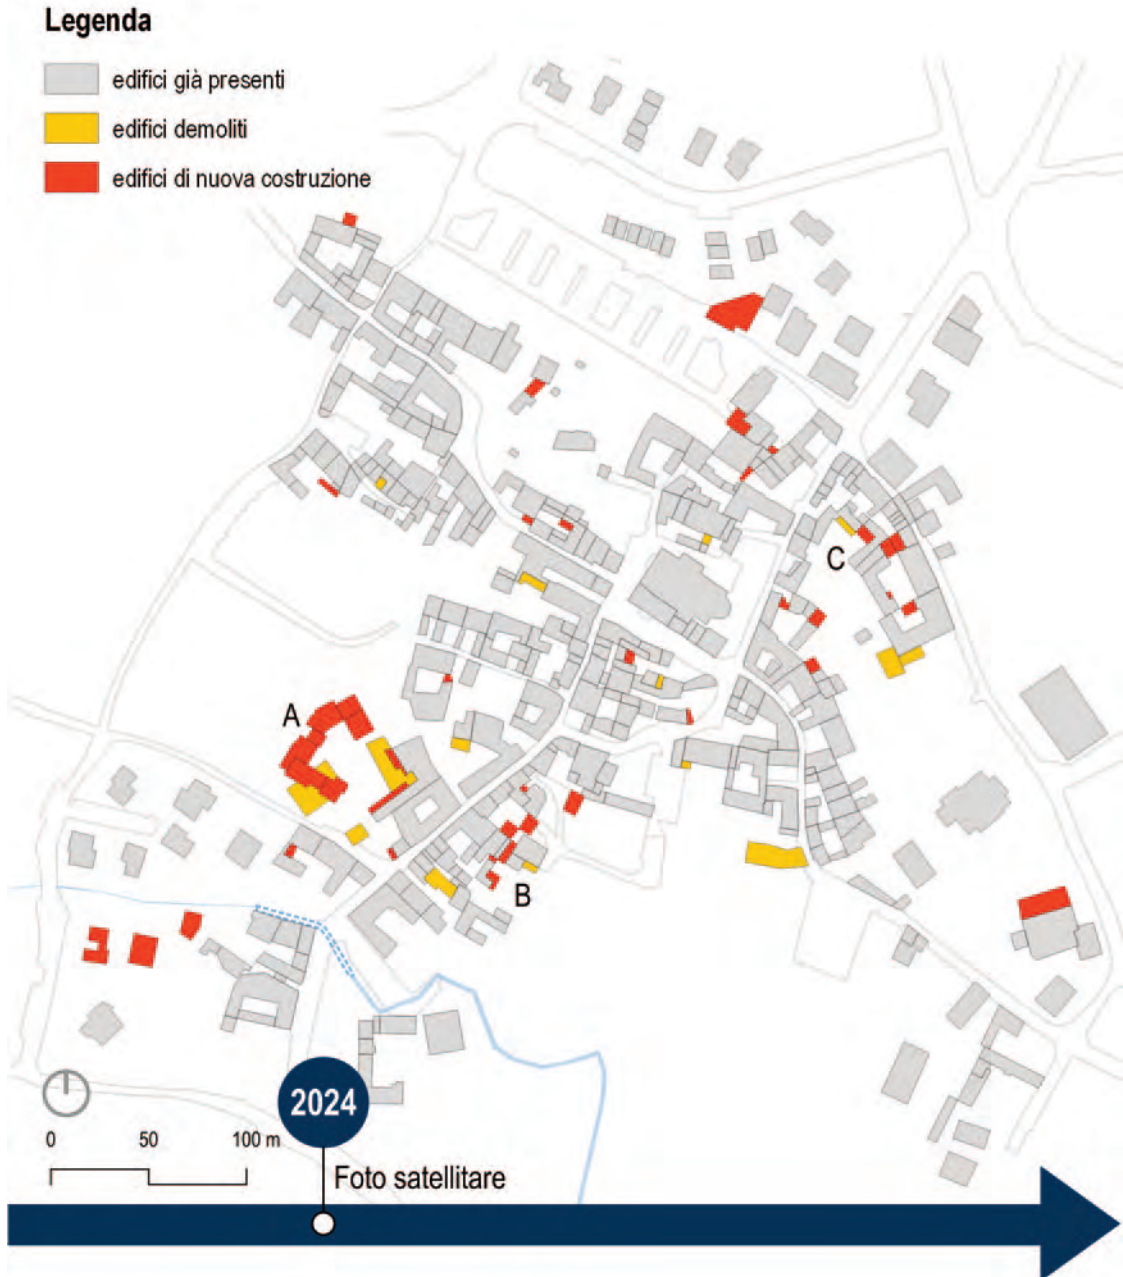 Legenda
edifici già presenti
edifici demoliti
edifici di nuova costruzione
C
A
B
2024
0 50 100 m
Foto satellitare